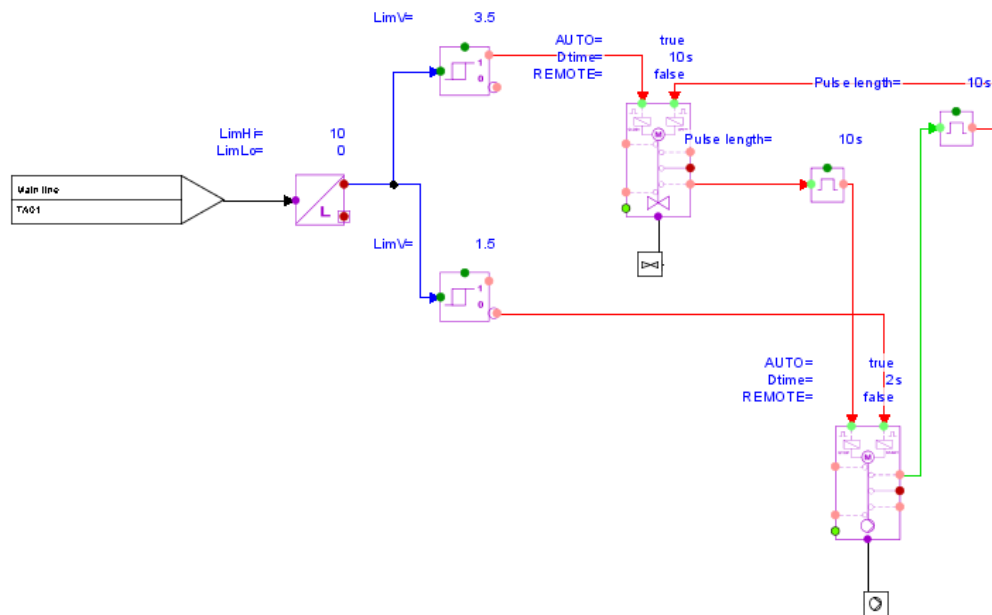 LimV= 3.5
AUTO= true
Dtime= 10s
REMOTE= false
Pulse length= 10s
1
0
M
LimHi= 10
LimLo= 0
Pulse length= 10s
Main line
TA01
L
LimV= 1.5
1
0
AUTO= true
Dtime= 2s
REMOTE= false
M